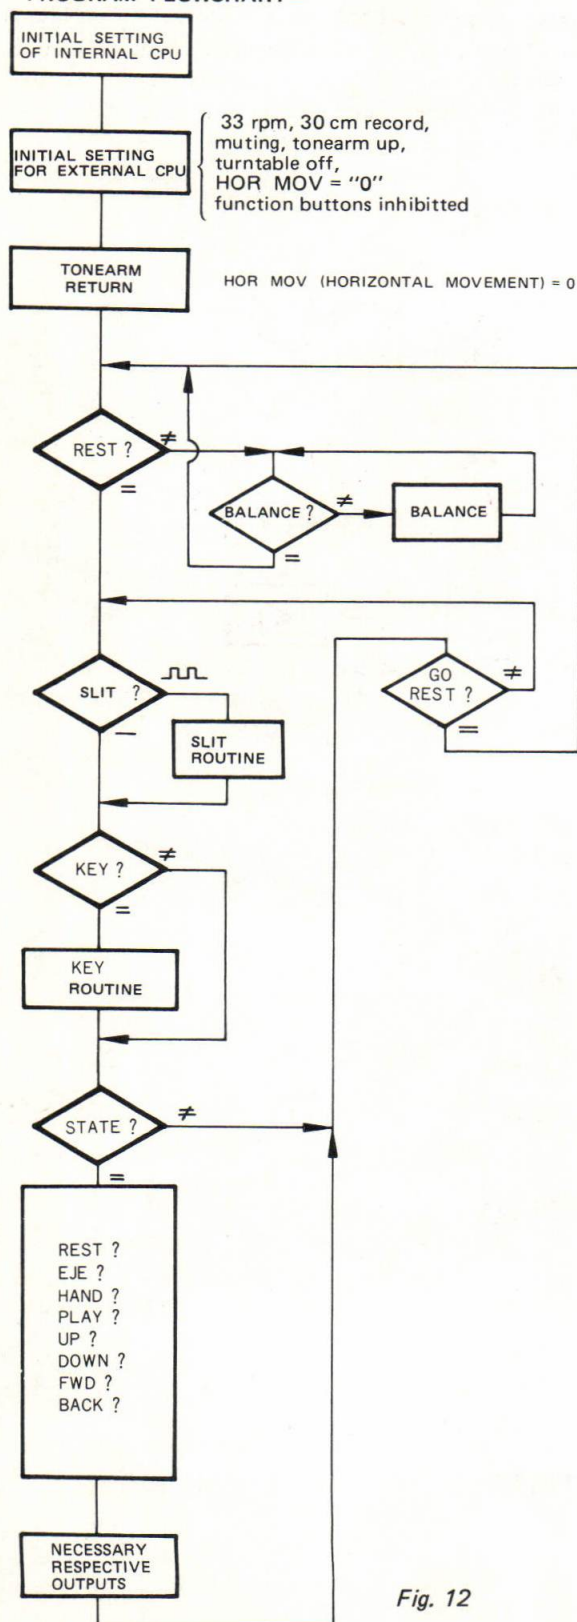 PROGRAM FLOWCHART
INITIAL SETTING
OF INTERNAL CPU
INITIAL SETTING
FOR EXTERNAL CPU
33 rpm, 30 cm record,
muting, tonearm up,
turntable off,
HOR MOV = "0"
function buttons inhibitted
TONEARM
RETURN
HOR MOV (HORIZONTAL MOVEMENT) = 0
REST ?
≠
=
BALANCE ?
≠
=
BALANCE
SLIT ?
—
SLIT
ROUTINE
GO
REST ?
≠
=
KEY ?
≠
=
KEY
ROUTINE
STATE ?
≠
=
REST ?
EJE ?
HAND ?
PLAY ?
UP ?
DOWN ?
FWD ?
BACK ?
NECESSARY
RESPECTIVE
OUTPUTS
Fig. 12